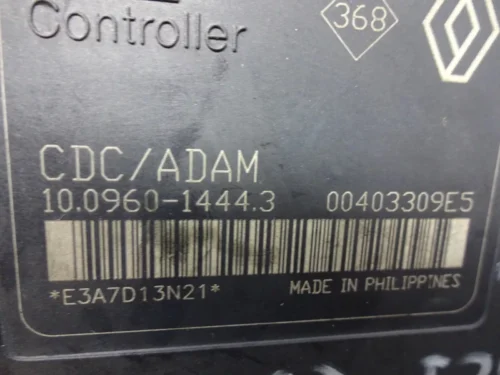 Controller
368
CDC/ADAM
10.0960-1444.3 00403309E5
*E3A7D13N21* MADE IN PHILIPPINES